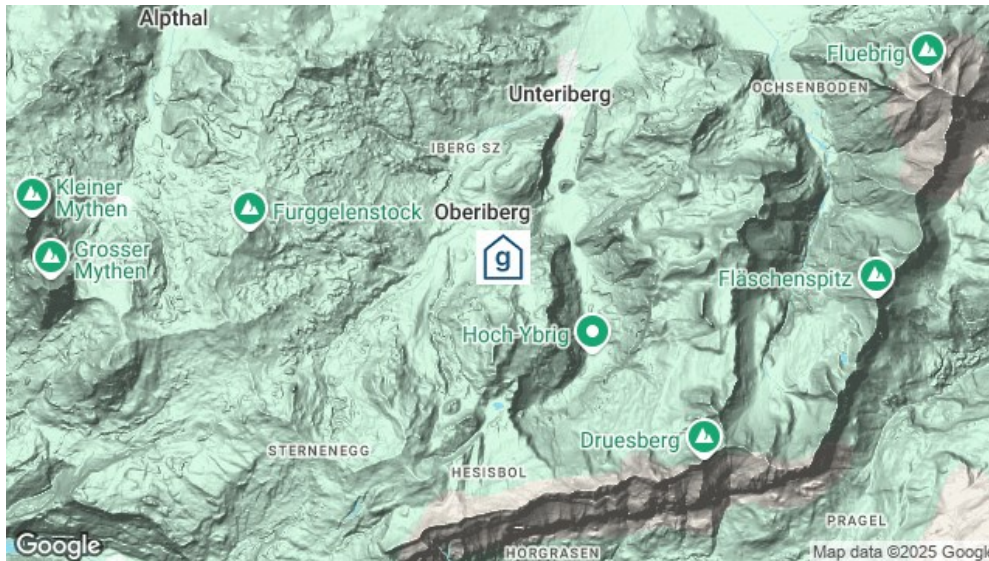 Alpthal
Fluebrig
OCHSENBODEN
Unteriberg
IBERG SZ
Kleiner
Mythen
Furggelenstock
Oberiberg
Grosser
Mythen
g
Fläschenspitz
Hoch-Ybrig
Druesberg
STERNENEGG
HESISBOL
PRAGEL
HORGRASEN
Google
Map data ©2025 Google